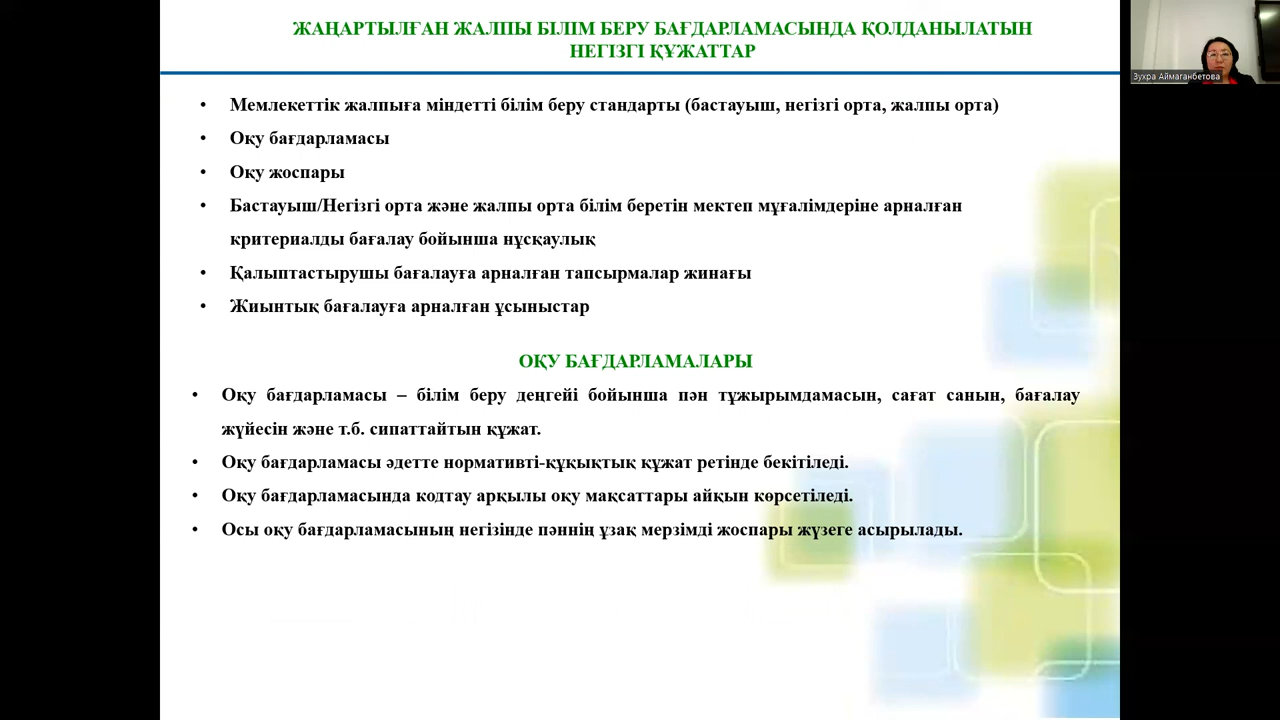 ЖАҢАРТЫЛҒАН ЖАЛПЫ БІЛІМ БЕРУ БАҒДАРЛАМАСЫНДА ҚОЛДАНЫЛАТЫН
НЕГІЗГІ ҚҰЖАТТАР
Зухра Аймаганбетова
• Мемлекеттік жалпыға міндетті білім беру стандарты (бастауыш, негізгі орта, жалпы орта)
• Оқу бағдарламасы
• Оқу жоспары
• Бастауыш/Негізгі орта және жалпы орта білім беретін мектеп мұғалімдеріне арналған
критериалды бағалау бойынша нұсқаулық
• Қалыптастырушы бағалауға арналған тапсырмалар жинағы
• Жиынтық бағалауға арналған ұсыныстар
ОҚУ БАҒДАРЛАМАЛАРЫ
• Оқу бағдарламасы – білім беру деңгейі бойынша пән тұжырымдамасын, сағат санын, бағалау
жүйесін және т.б. сипаттайтын құжат.
• Оқу бағдарламасы әдетте нормативті-құқықтық құжат ретінде бекітіледі.
• Оқу бағдарламасында кодтау арқылы оқу мақсаттары айқын көрсетіледі.
• Осы оқу бағдарламасының негізінде пәннің ұзақ мерзімді жоспары жүзеге асырылады.